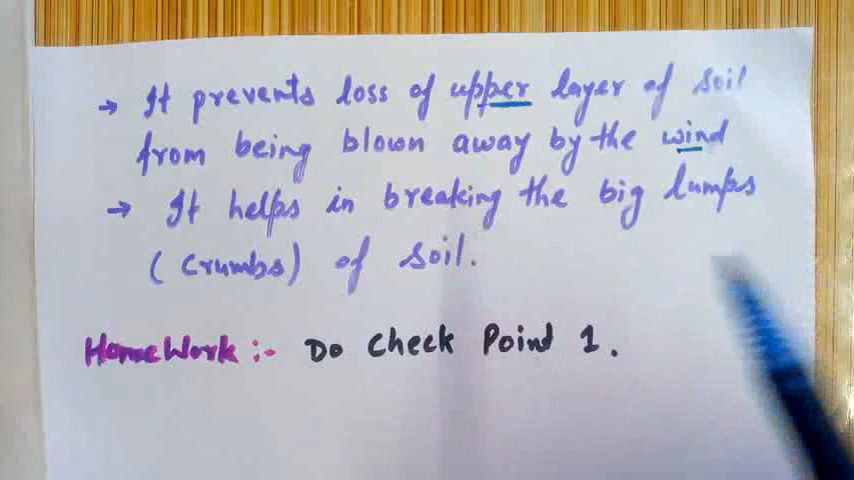 → It prevents loss of upper layer of soil
from being blown away by the wind
→ It helps in breaking the big lumps
(crumbs) of soil.
HomeWork :- Do Check Point 1.